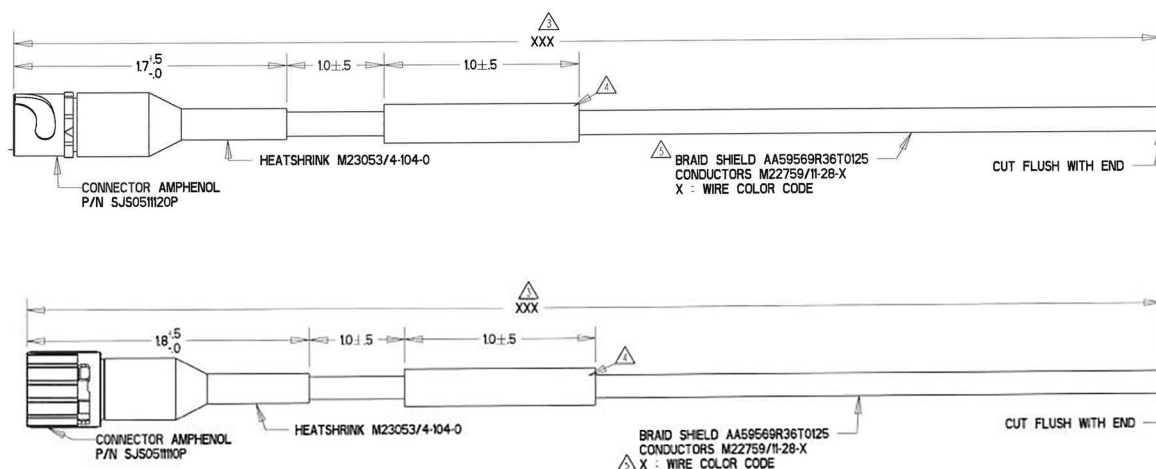 3
XXX
1.7 +.5 -.0
1.0±.5
1.0±.5
4
HEATSHRINK M23053/4-104-0
5
BRAID SHIELD AA59569R36T0125
CONDUCTORS M22759/11-28-X
X : WIRE COLOR CODE
CUT FLUSH WITH END
CONNECTOR AMPHENOL
P/N SJS0511120P
3
XXX
1.8 +.5 -.0
1.0±.5
1.0±.5
4
HEATSHRINK M23053/4-104-0
CUT FLUSH WITH END
CONNECTOR AMPHENOL
P/N SJS0511110P
BRAID SHIELD AA59569R36T0125
CONDUCTORS M22759/11-28-X
5 X : WIRE COLOR CODE